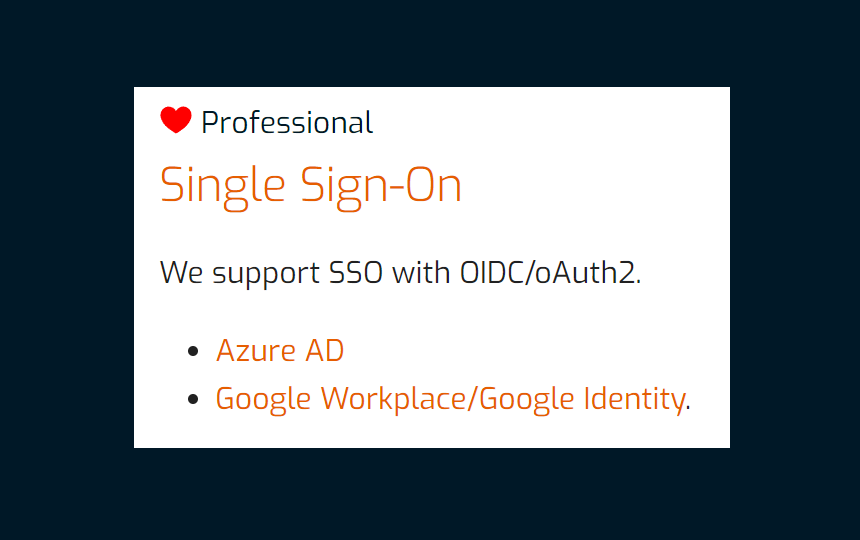 Professional
Single Sign-On
We support SSO with OIDC/oAuth2.
Azure AD
Google Workplace/Google Identity.